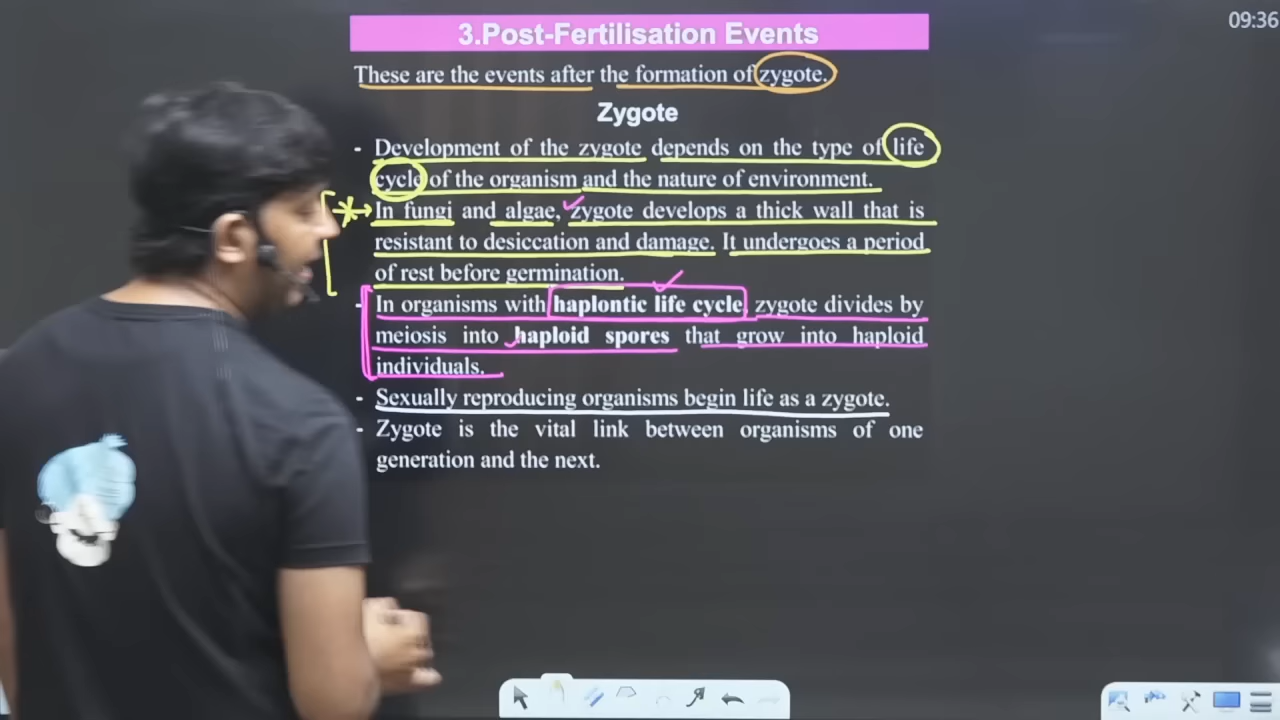 09:36
3.Post-Fertilisation Events
These are the events after the formation of zygote.
Zygote
- Development of the zygote depends on the type of life
cycle of the organism and the nature of environment.
In fungi and algae, zygote develops a thick wall that is
resistant to desiccation and damage. It undergoes a period
of rest before germination.
- In organisms with haplontic life cycle, zygote divides by
meiosis into haploid spores that grow into haploid
individuals.
- Sexually reproducing organisms begin life as a zygote.
- Zygote is the vital link between organisms of one
generation and the next.